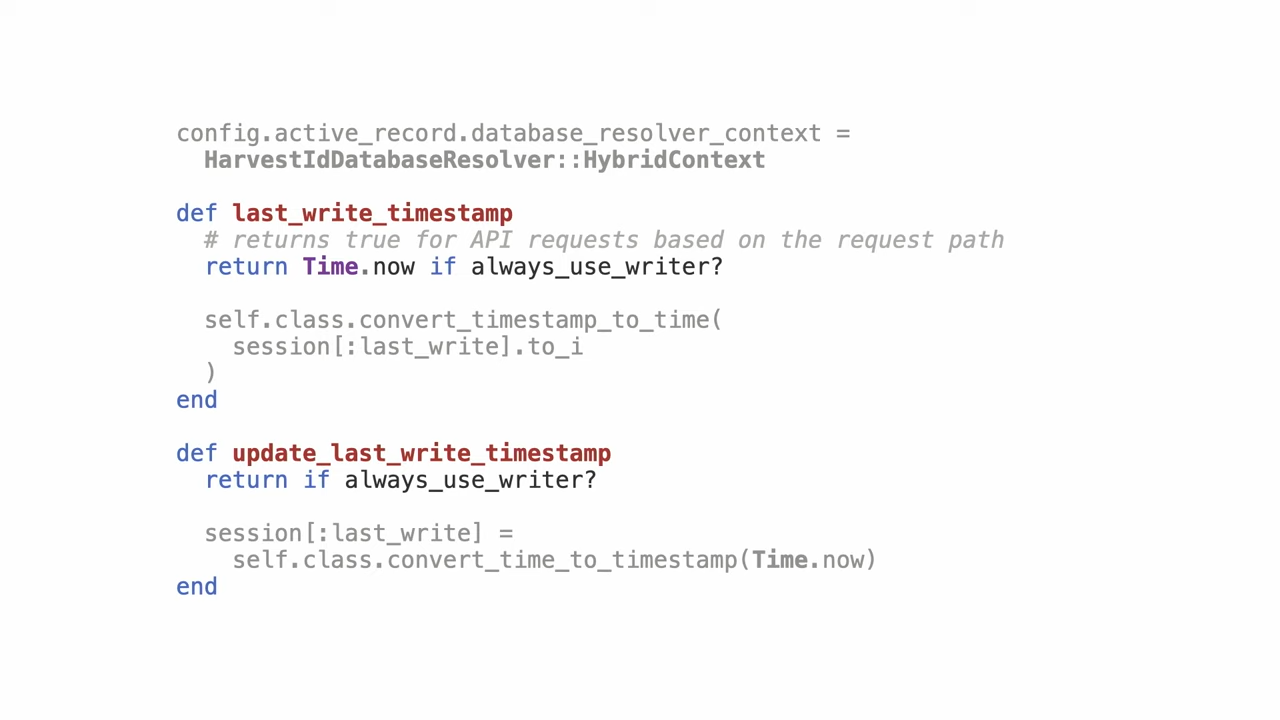 config.active_record.database_resolver_context =
  HarvestIdDatabaseResolver::HybridContext
def last_write_timestamp
  # returns true for API requests based on the request path
  return Time.now if always_use_writer?
  self.class.convert_timestamp_to_time(
    session[:last_write].to_i
  )
end
def update_last_write_timestamp
  return if always_use_writer?
  session[:last_write] =
    self.class.convert_time_to_timestamp(Time.now)
end